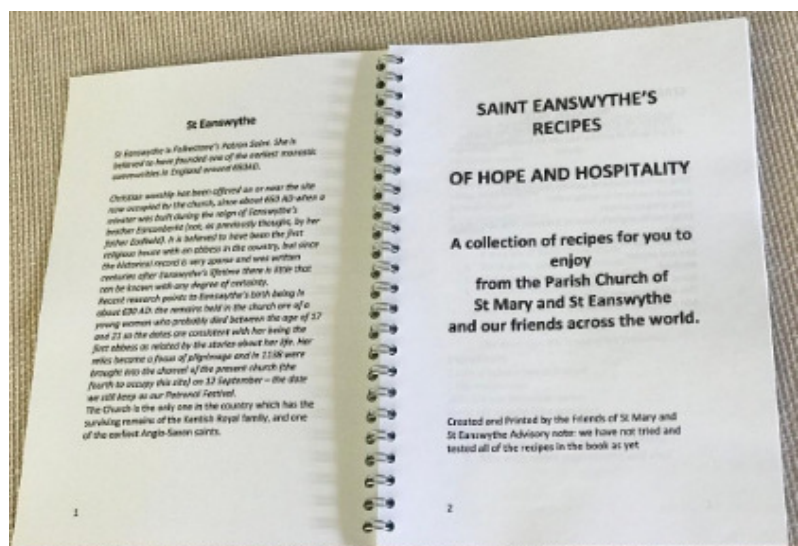 St Eanswythe
St Eanswythe is Folkestone's Patron Saint. She is
believed to have founded one of the earliest monastic
communities in England around 660AD.
Christian worship has been offered on or near the site
now occupied by the church, since about 650 AD when a
minster was built during the reign of Eanswythe's
brother Earconberht (not, as previously thought, by her
father Eadbald). It is believed to have been the first
religious house with an abbess in the country, but since
the historical record is very sparse and was written
centuries after Eanswythe's lifetime there is little that
can be known with any degree of certainty.
Recent research points to Eanswythe's birth being in
about 630 AD. the remains held in the church are of a
young woman who probably died between the age of 17
and 21 so the dates are consistent with her being the
first abbess as related by the stories about her life. Her
relics became a focus of pilgrimage and in 1138 were
brought into the chancel of the present church (the
fourth to occupy this site) on 12 September – the date
we still keep as our Patronal Festival.
The Church is the only one in the country which has the
surviving remains of the Kentish Royal family, and one
of the earliest Anglo-Saxon saints.
1
SAINT EANSWYTHE'S
RECIPES
OF HOPE AND HOSPITALITY
A collection of recipes for you to
enjoy
from the Parish Church of
St Mary and St Eanswythe
and our friends across the world.
Created and Printed by the Friends of St Mary and
St Eanswythe Advisory note: we have not tried and
tested all of the recipes in the book as yet
2